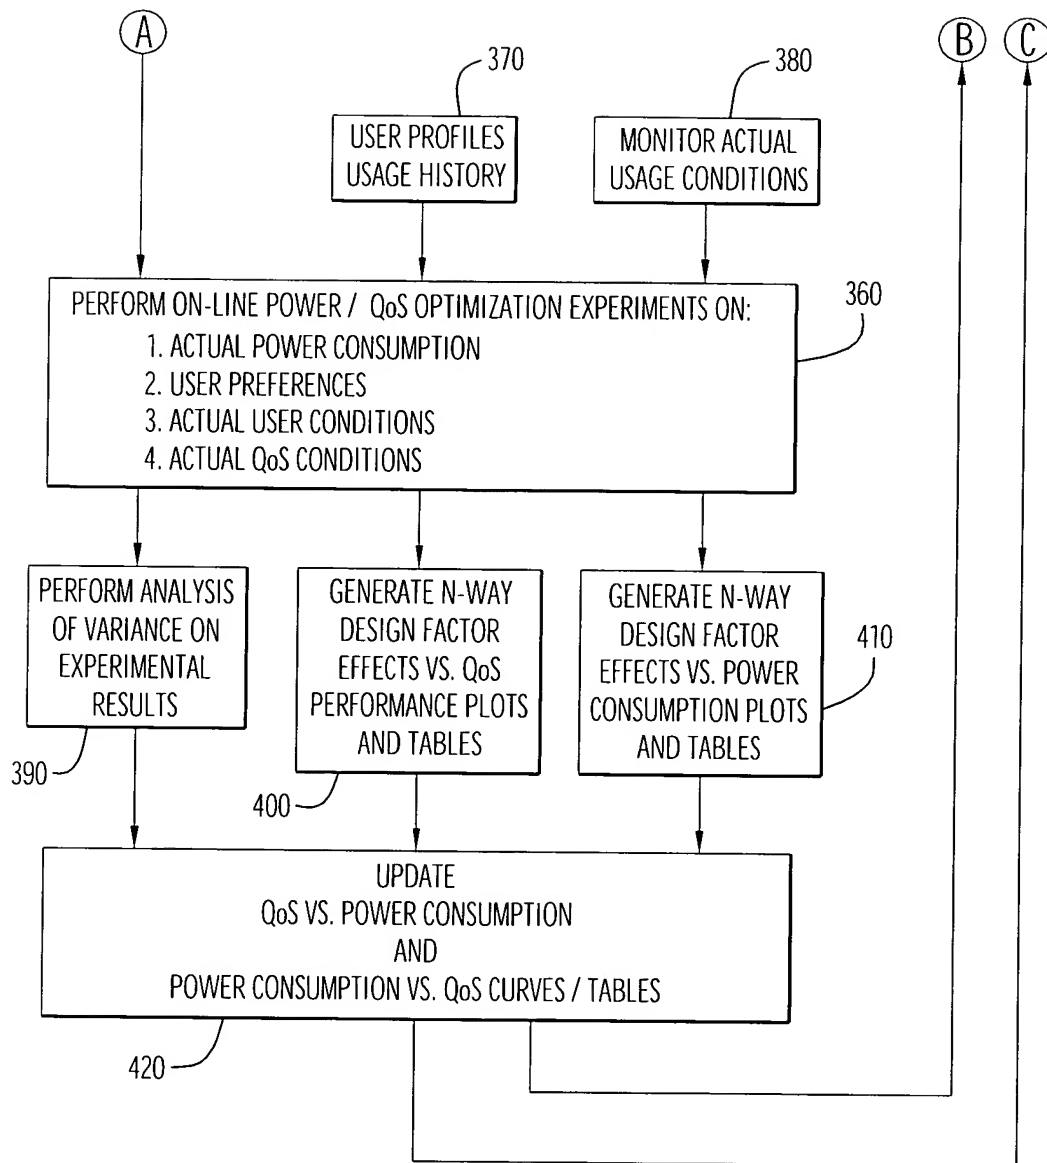 A
B
C
370
380
USER PROFILES
USAGE HISTORY
MONITOR ACTUAL
USAGE CONDITIONS
PERFORM ON-LINE POWER / QoS OPTIMIZATION EXPERIMENTS ON:
1. ACTUAL POWER CONSUMPTION
2. USER PREFERENCES
3. ACTUAL USER CONDITIONS
4. ACTUAL QoS CONDITIONS
360
PERFORM ANALYSIS
OF VARIANCE ON
EXPERIMENTAL
RESULTS
390
GENERATE N-WAY
DESIGN FACTOR
EFFECTS VS. QoS
PERFORMANCE PLOTS
AND TABLES
400
GENERATE N-WAY
DESIGN FACTOR
EFFECTS VS. POWER
CONSUMPTION PLOTS
AND TABLES
410
UPDATE
QoS VS. POWER CONSUMPTION
AND
POWER CONSUMPTION VS. QoS CURVES / TABLES
420